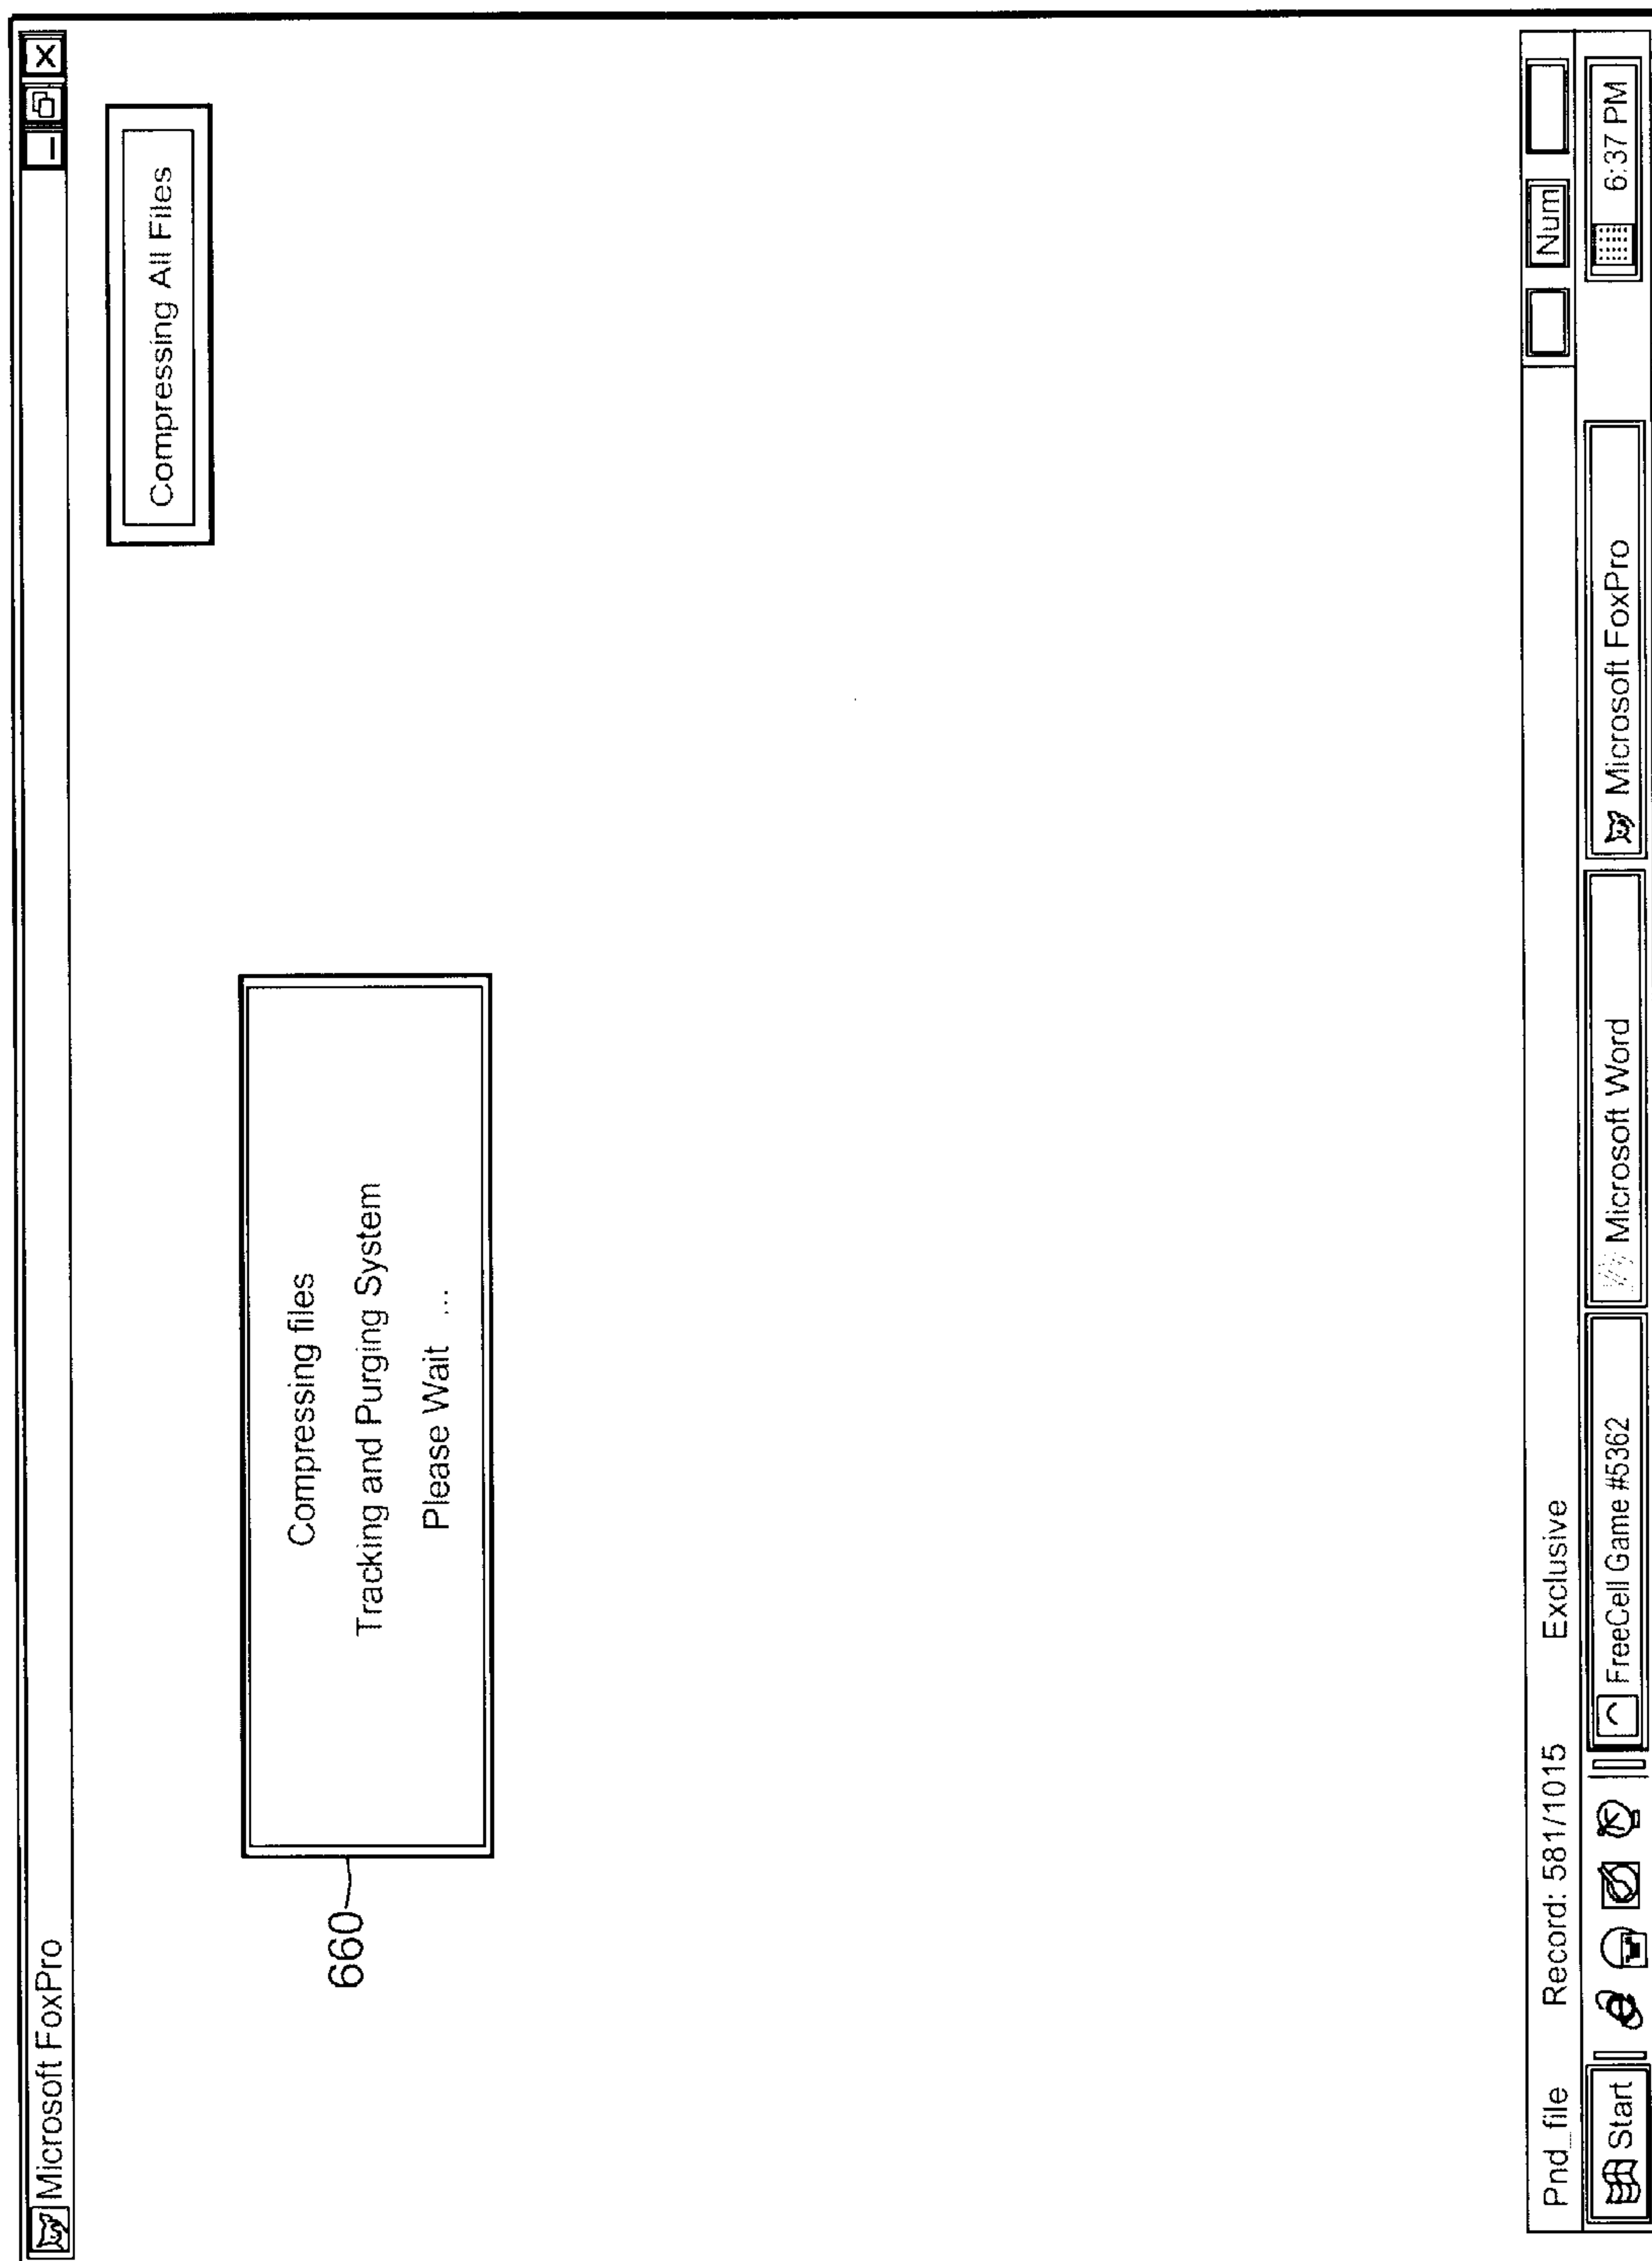 Microsoft FoxPro
Compressing All Files
Compressing files
Tracking and Purging System
Please Wait ...
660
Pnd_file Record: 581/1015 Exclusive Num
Start FreeCell Game #5362 Microsoft Word Microsoft FoxPro 6:37 PM